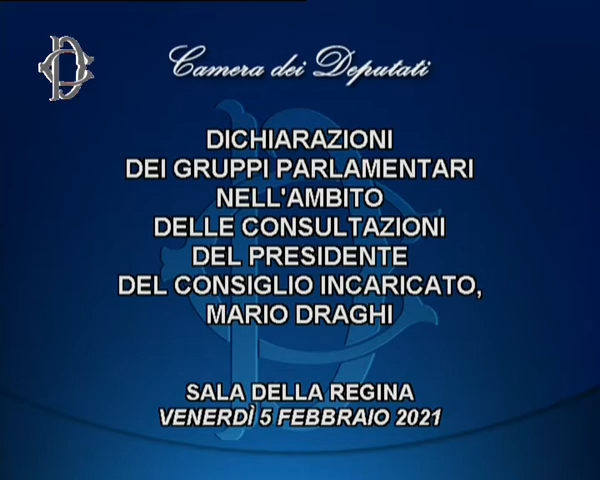 Camera dei Deputati
DICHIARAZIONI
DEI GRUPPI PARLAMENTARI
NELL'AMBITO
DELLE CONSULTAZIONI
DEL PRESIDENTE
DEL CONSIGLIO INCARICATO,
MARIO DRAGHI
SALA DELLA REGINA
VENERDÌ 5 FEBBRAIO 2021